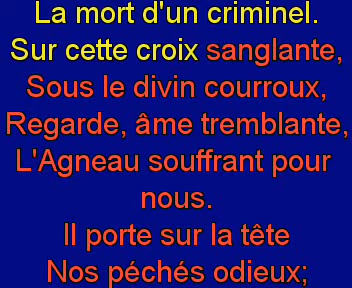 La mort d'un criminel.
Sur cette croix sanglante,
Sous le divin courroux,
Regarde, âme tremblante,
L'Agneau souffrant pour
nous.
Il porte sur la tête
Nos péchés odieux;